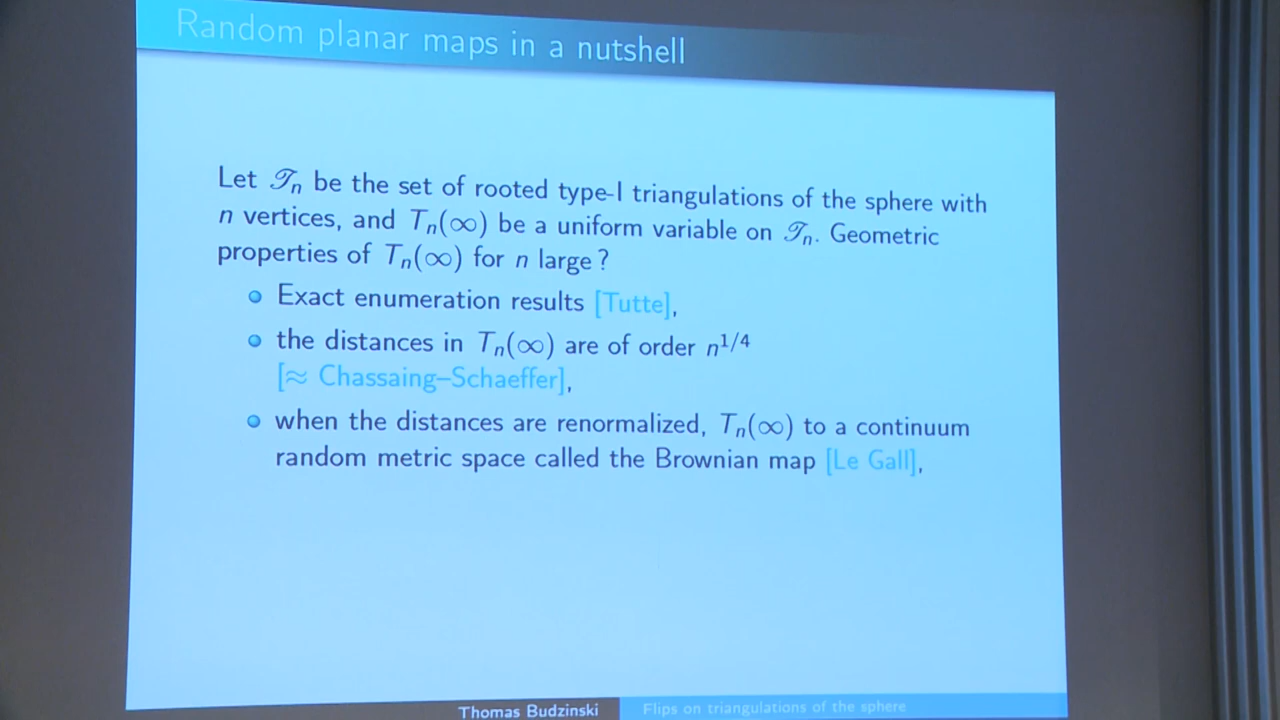 Random planar maps in a nutshell
Let 𝒯ₙ be the set of rooted type-I triangulations of the sphere with
n vertices, and Tₙ(∞) be a uniform variable on 𝒯ₙ. Geometric
properties of Tₙ(∞) for n large ?
Exact enumeration results [Tutte],
the distances in Tₙ(∞) are of order n^{1/4}
[≈ Chassaing–Schaeffer],
when the distances are renormalized, Tₙ(∞) to a continuum
random metric space called the Brownian map [Le Gall],
Thomas Budzinski
Flips on triangulations of the sphere